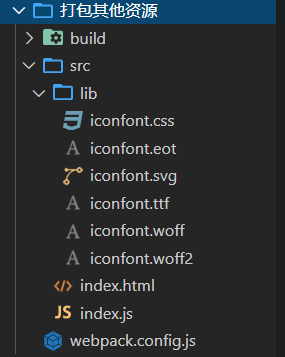 打包其他资源
build
src
lib
iconfont.css
iconfont.eot
iconfont.svg
iconfont.ttf
iconfont.woff
iconfont.woff2
index.html
JS index.js
webpack.config.js